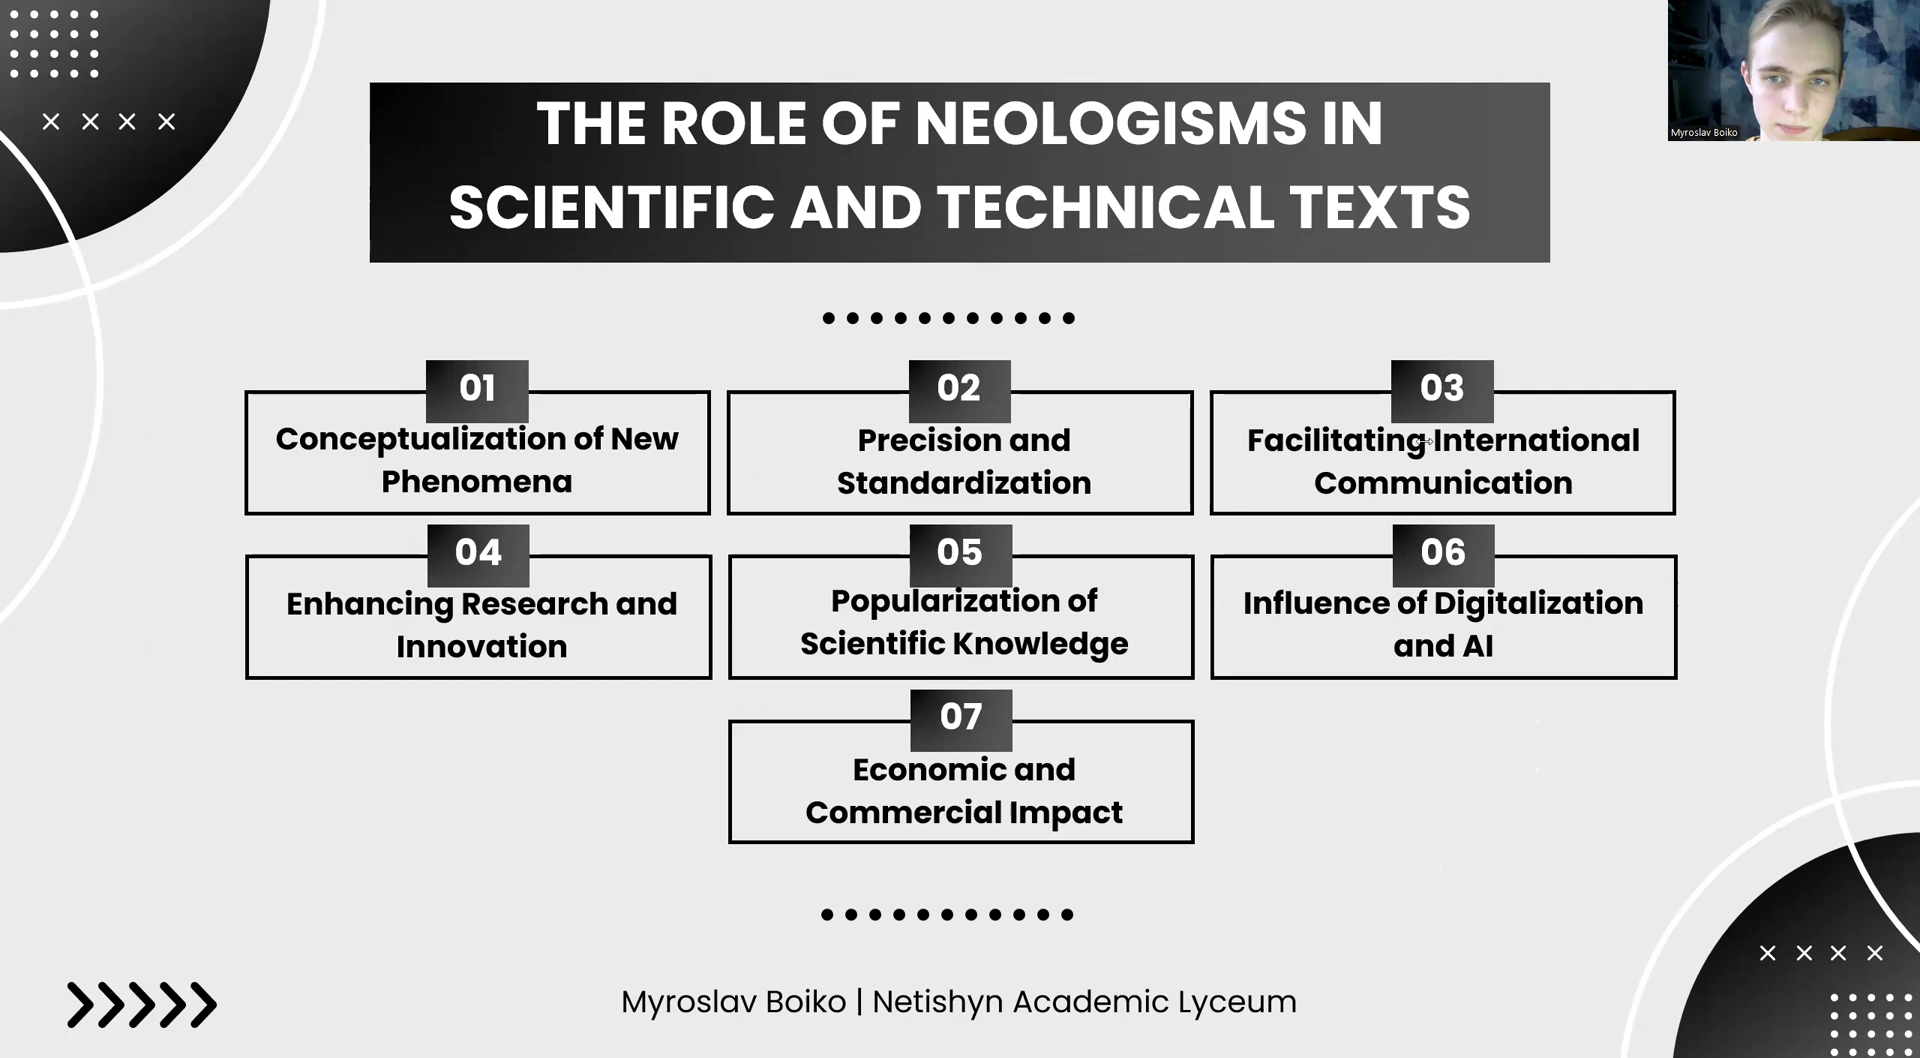 Myroslav Boiko
THE ROLE OF NEOLOGISMS IN
SCIENTIFIC AND TECHNICAL TEXTS
01
Conceptualization of New
Phenomena
02
Precision and
Standardization
03
Facilitating International
Communication
04
Enhancing Research and
Innovation
05
Popularization of
Scientific Knowledge
06
Influence of Digitalization
and AI
07
Economic and
Commercial Impact
Myroslav Boiko | Netishyn Academic Lyceum